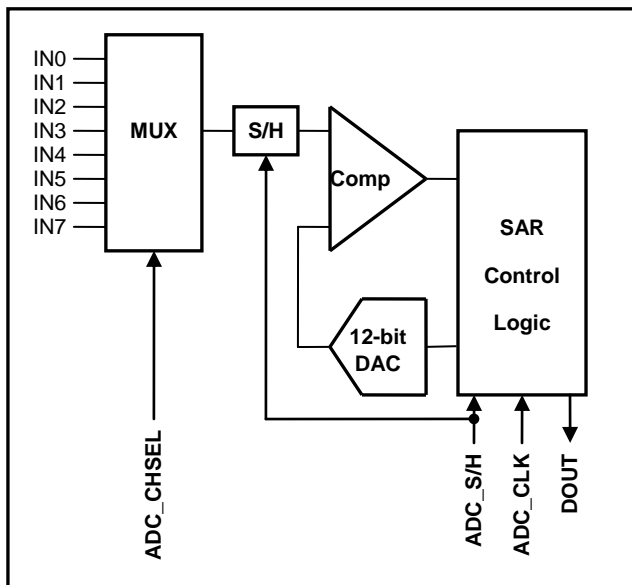 IN0
IN1
IN2
IN3
IN4
IN5
IN6
IN7
MUX
S/H
Comp
SAR
Control
Logic
12-bit
DAC
ADC_CHSEL
ADC_S/H
ADC_CLK
DOUT